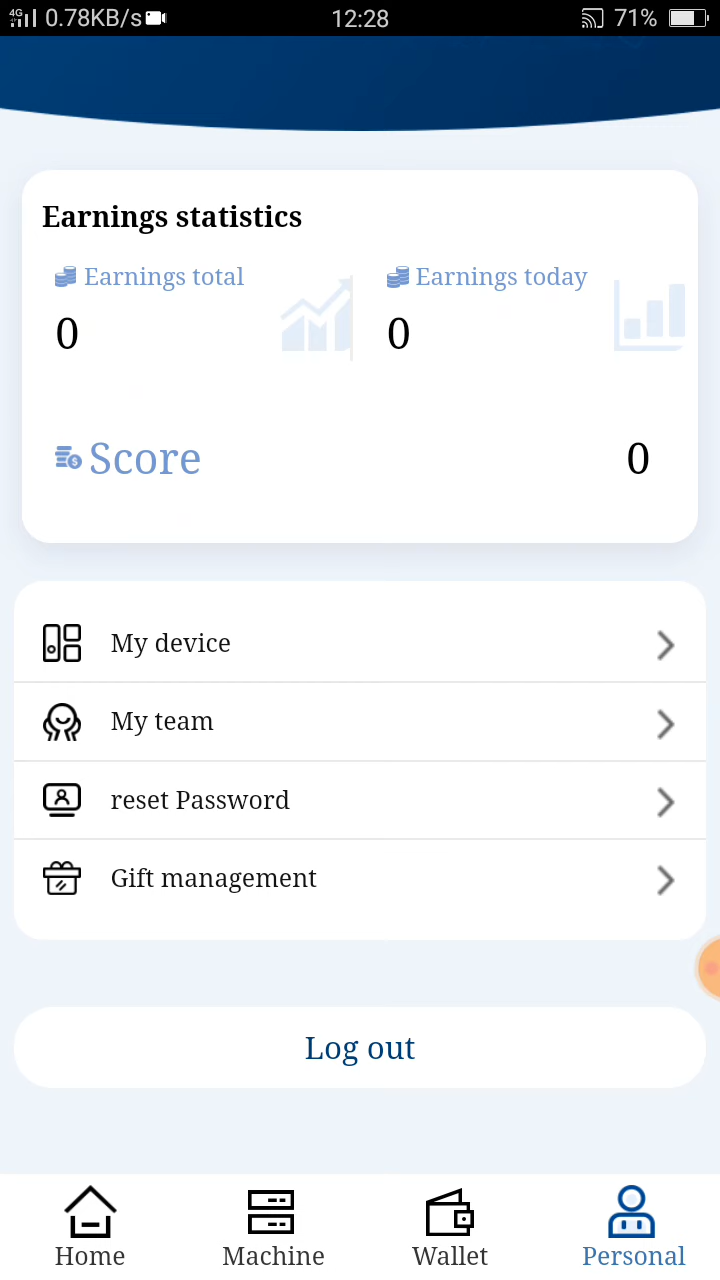 4G 0.78KB/s 12:28 71%
Earnings statistics
Earnings total Earnings today
0 0
Score 0
My device
My team
reset Password
Gift management
Log out
Home Machine Wallet Personal